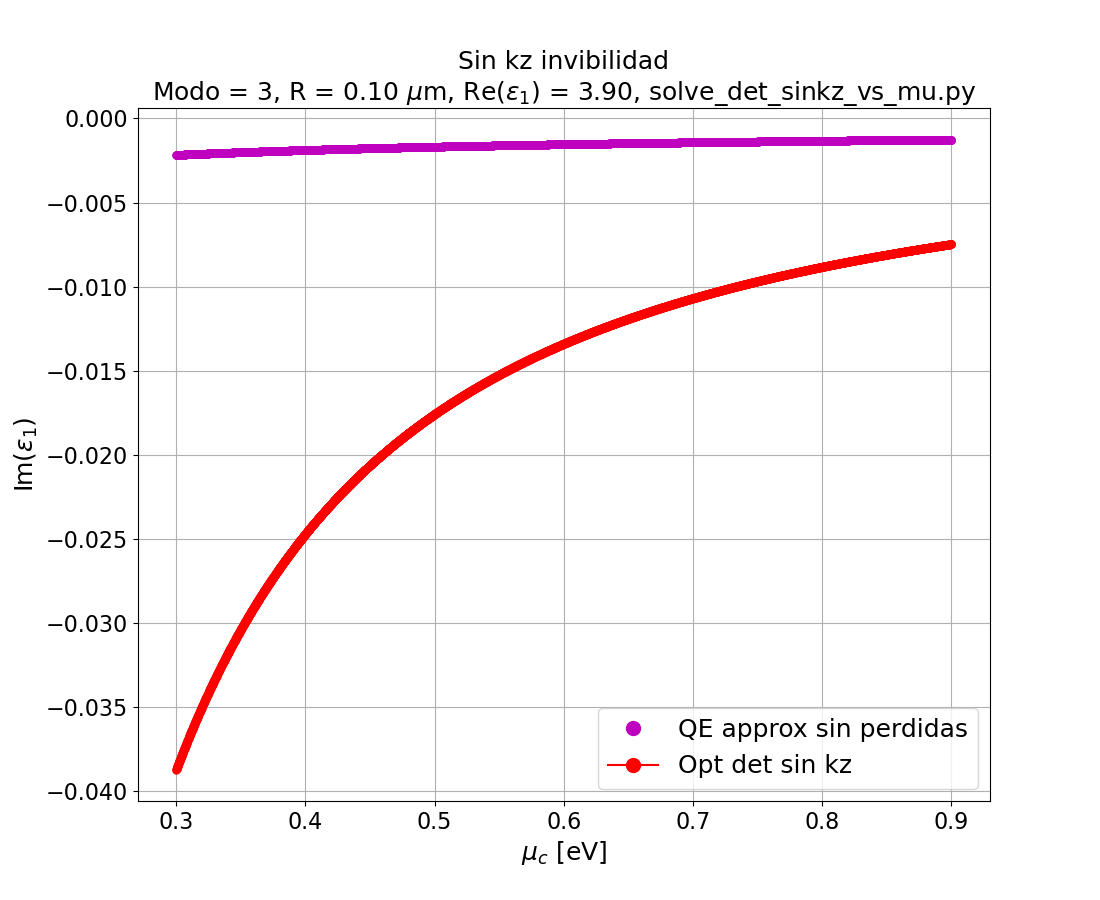 Sin kz invibilidad
Modo = 3, R = 0.10 μm, Re(ε₁) = 3.90, solve_det_sinkz_vs_mu.py
0.000
−0.005
−0.010
−0.015
−0.020
−0.025
−0.030
−0.035
−0.040
Im(ε₁)
QE approx sin perdidas
Opt det sin kz
0.3 0.4 0.5 0.6 0.7 0.8 0.9
μ_c [eV]